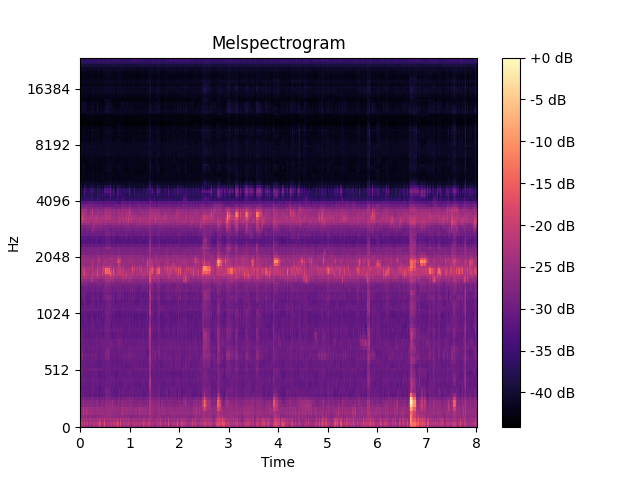 Melspectrogram
Hz
16384
8192
4096
2048
1024
512
0
0 1 2 3 4 5 6 7 8
Time
+0 dB
-5 dB
-10 dB
-15 dB
-20 dB
-25 dB
-30 dB
-35 dB
-40 dB